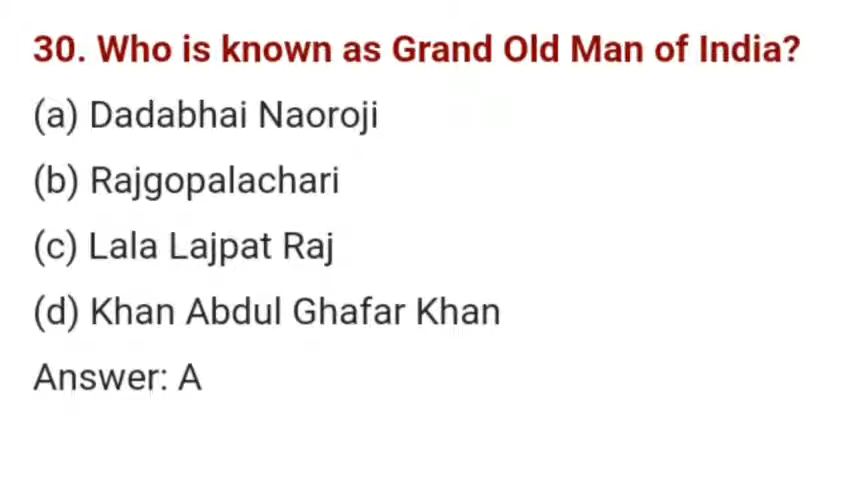 30. Who is known as Grand Old Man of India?
(a) Dadabhai Naoroji
(b) Rajgopalachari
(c) Lala Lajpat Raj
(d) Khan Abdul Ghafar Khan
Answer: A